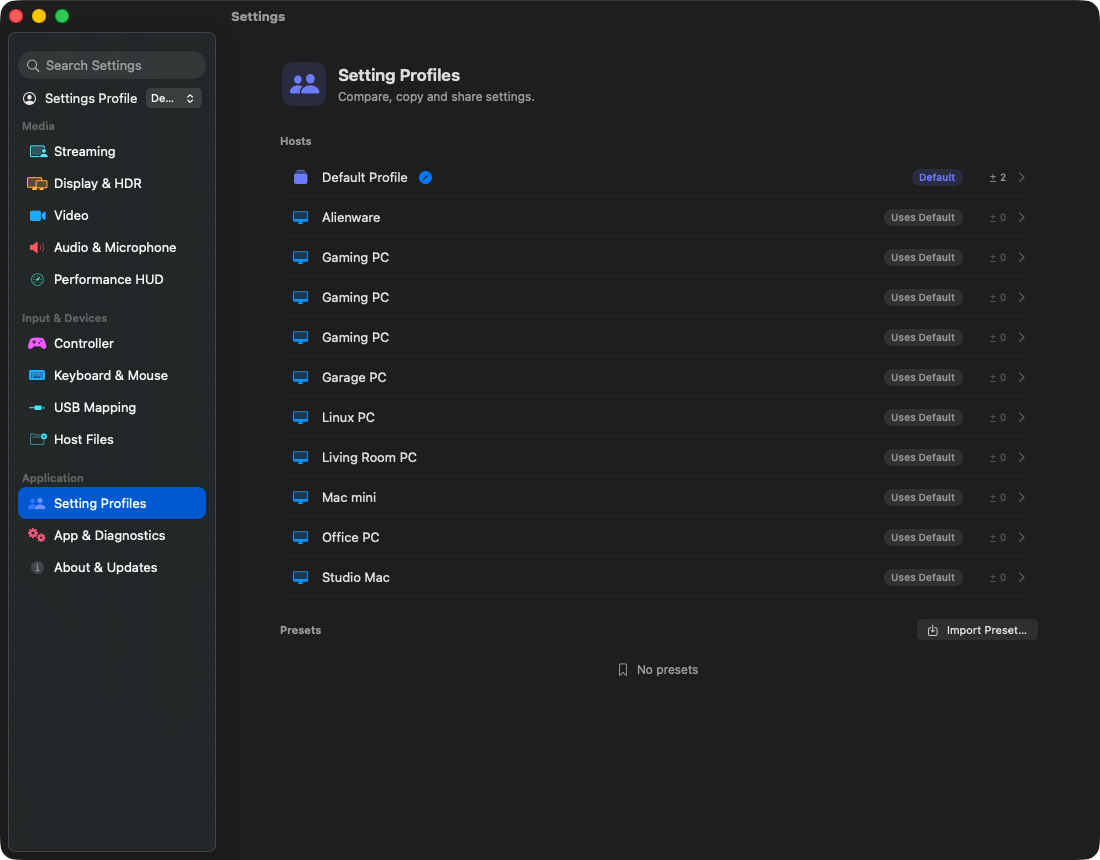 Settings
Search Settings
Settings Profile De...
Media
Streaming
Display & HDR
Video
Audio & Microphone
Performance HUD
Input & Devices
Controller
Keyboard & Mouse
USB Mapping
Host Files
Application
Setting Profiles
App & Diagnostics
About & Updates
Setting Profiles
Compare, copy and share settings.
Hosts
Default Profile Default ± 2
Alienware Uses Default ± 0
Gaming PC Uses Default ± 0
Gaming PC Uses Default ± 0
Gaming PC Uses Default ± 0
Garage PC Uses Default ± 0
Linux PC Uses Default ± 0
Living Room PC Uses Default ± 0
Mac mini Uses Default ± 0
Office PC Uses Default ± 0
Studio Mac Uses Default ± 0
Presets Import Preset...
No presets